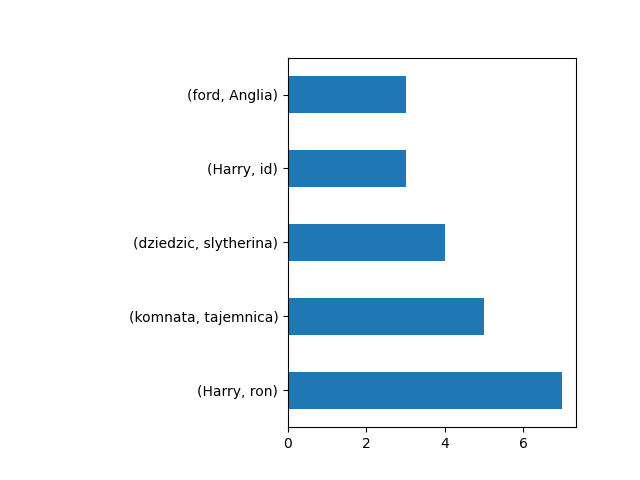 (ford, Anglia)
(Harry, id)
(dziedzic, slytherina)
(komnata, tajemnica)
(Harry, ron)
0 2 4 6